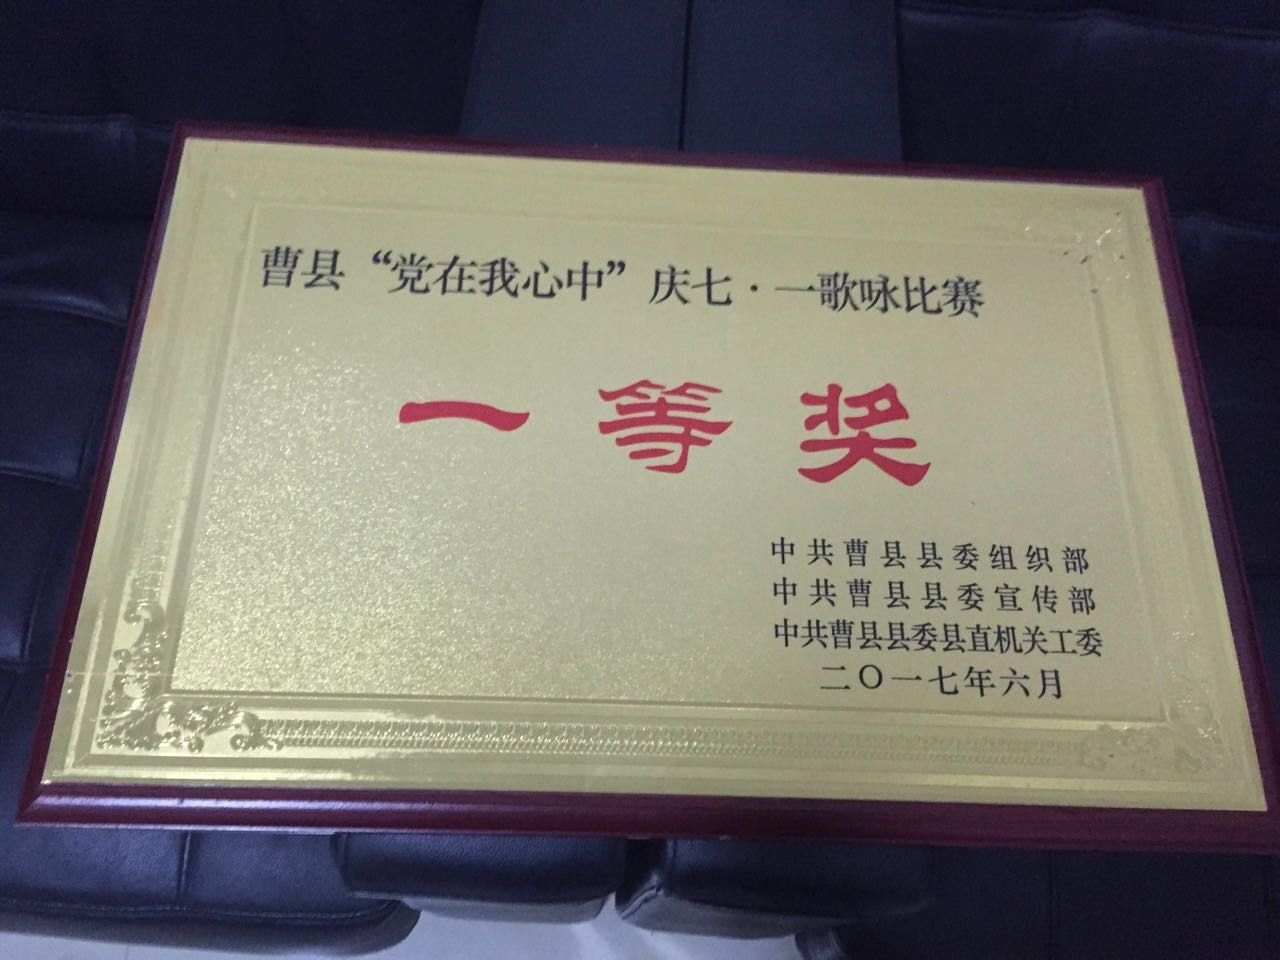 曹县“党在我心中”庆七·一歌咏比赛
一等奖
中共曹县县委组织部
中共曹县县委宣传部
中共曹县县委县直机关工委
二〇一七年六月